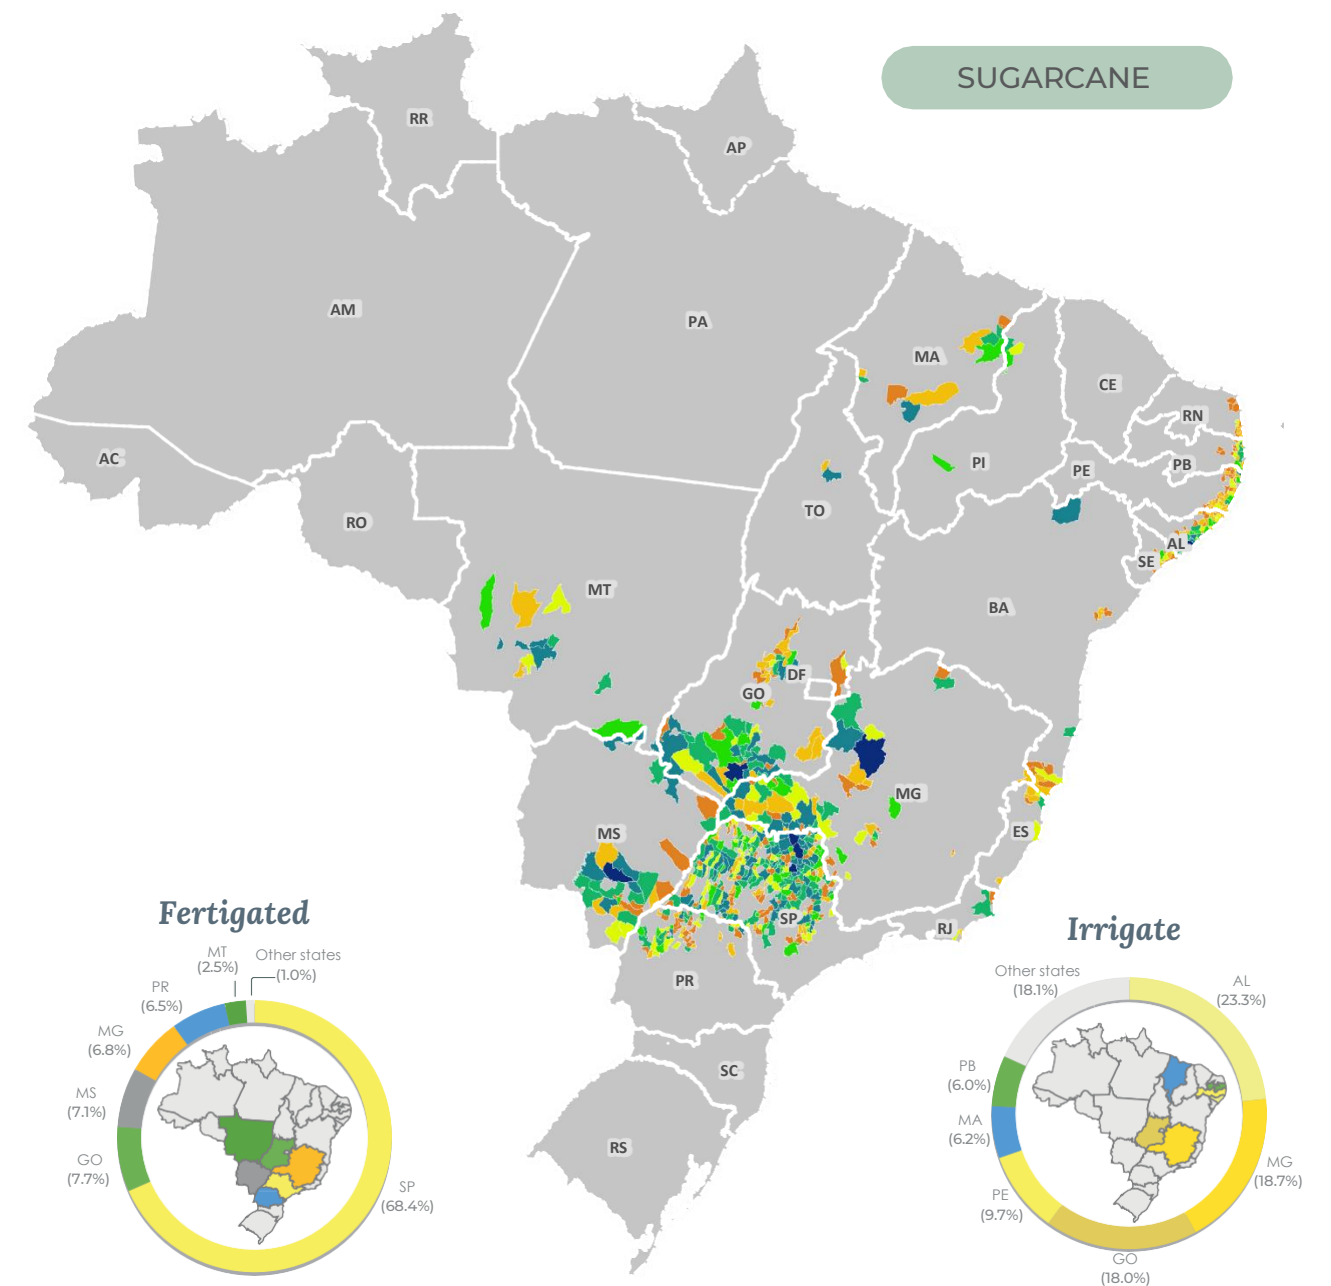 SUGARCANE
RR
AP
AM
PA
MA
CE
RN
PB
PE
PI
AC
RO
TO
AL
SE
MT
BA
DF
GO
MG
MS
ES
SP
RJ
PR
SC
RS
Fertigated
MT
(2.5%)
Other states
(1.0%)
PR
(6.5%)
MG
(6.8%)
MS
(7.1%)
GO
(7.7%)
SP
(68.4%)
Irrigate
Other states
(18.1%)
AL
(23.3%)
PB
(6.0%)
MA
(6.2%)
PE
(9.7%)
MG
(18.7%)
GO
(18.0%)